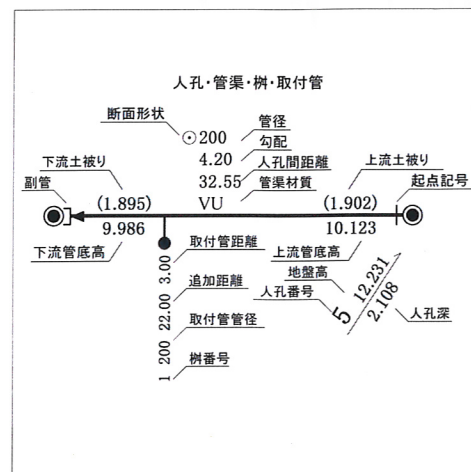 人孔・管渠・桝・取付管
断面形状
⊙200 管径
4.20 勾配
下流土被り 32.55 人孔間距離 上流土被り
副管 (1.895) VU 管渠材質 (1.902) 起点記号
9.986 10.123
下流管底高 上流管底高
3.00 取付管距離
22.00 追加距離
200 取付管管径
1 桝番号
地盤高 12.231
人孔番号 5
2.108 人孔深